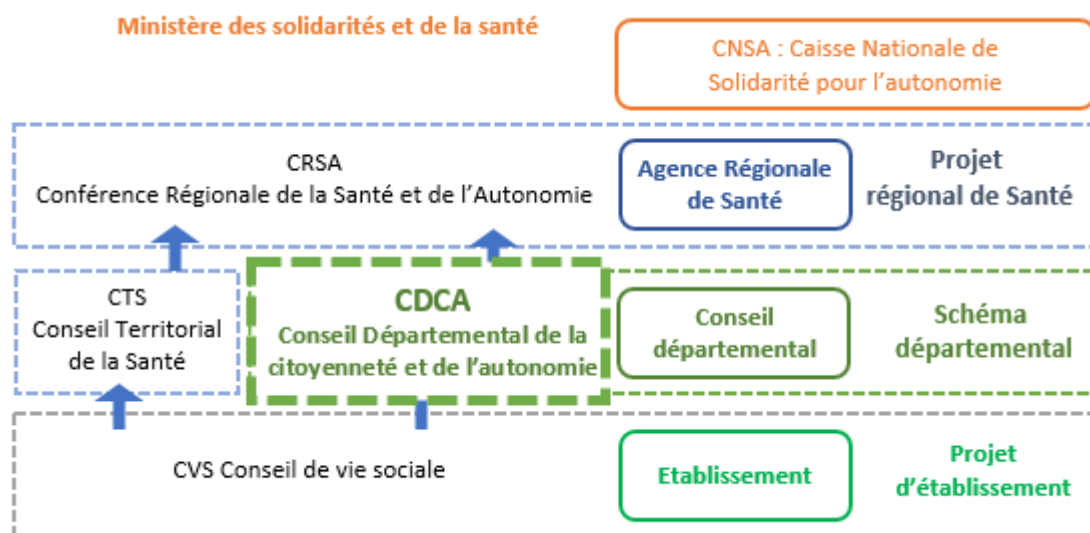 Ministère des solidarités et de la santé
CNSA : Caisse Nationale de
Solidarité pour l'autonomie
CRSA
Conférence Régionale de la Santé et de l'Autonomie
Agence Régionale
de Santé
Projet
régional de Santé
CTS
Conseil Territorial
de la Santé
CDCA
Conseil Départemental de la
citoyenneté et de l'autonomie
Conseil
départemental
Schéma
départemental
CVS Conseil de vie sociale
Etablissement
Projet
d'établissement